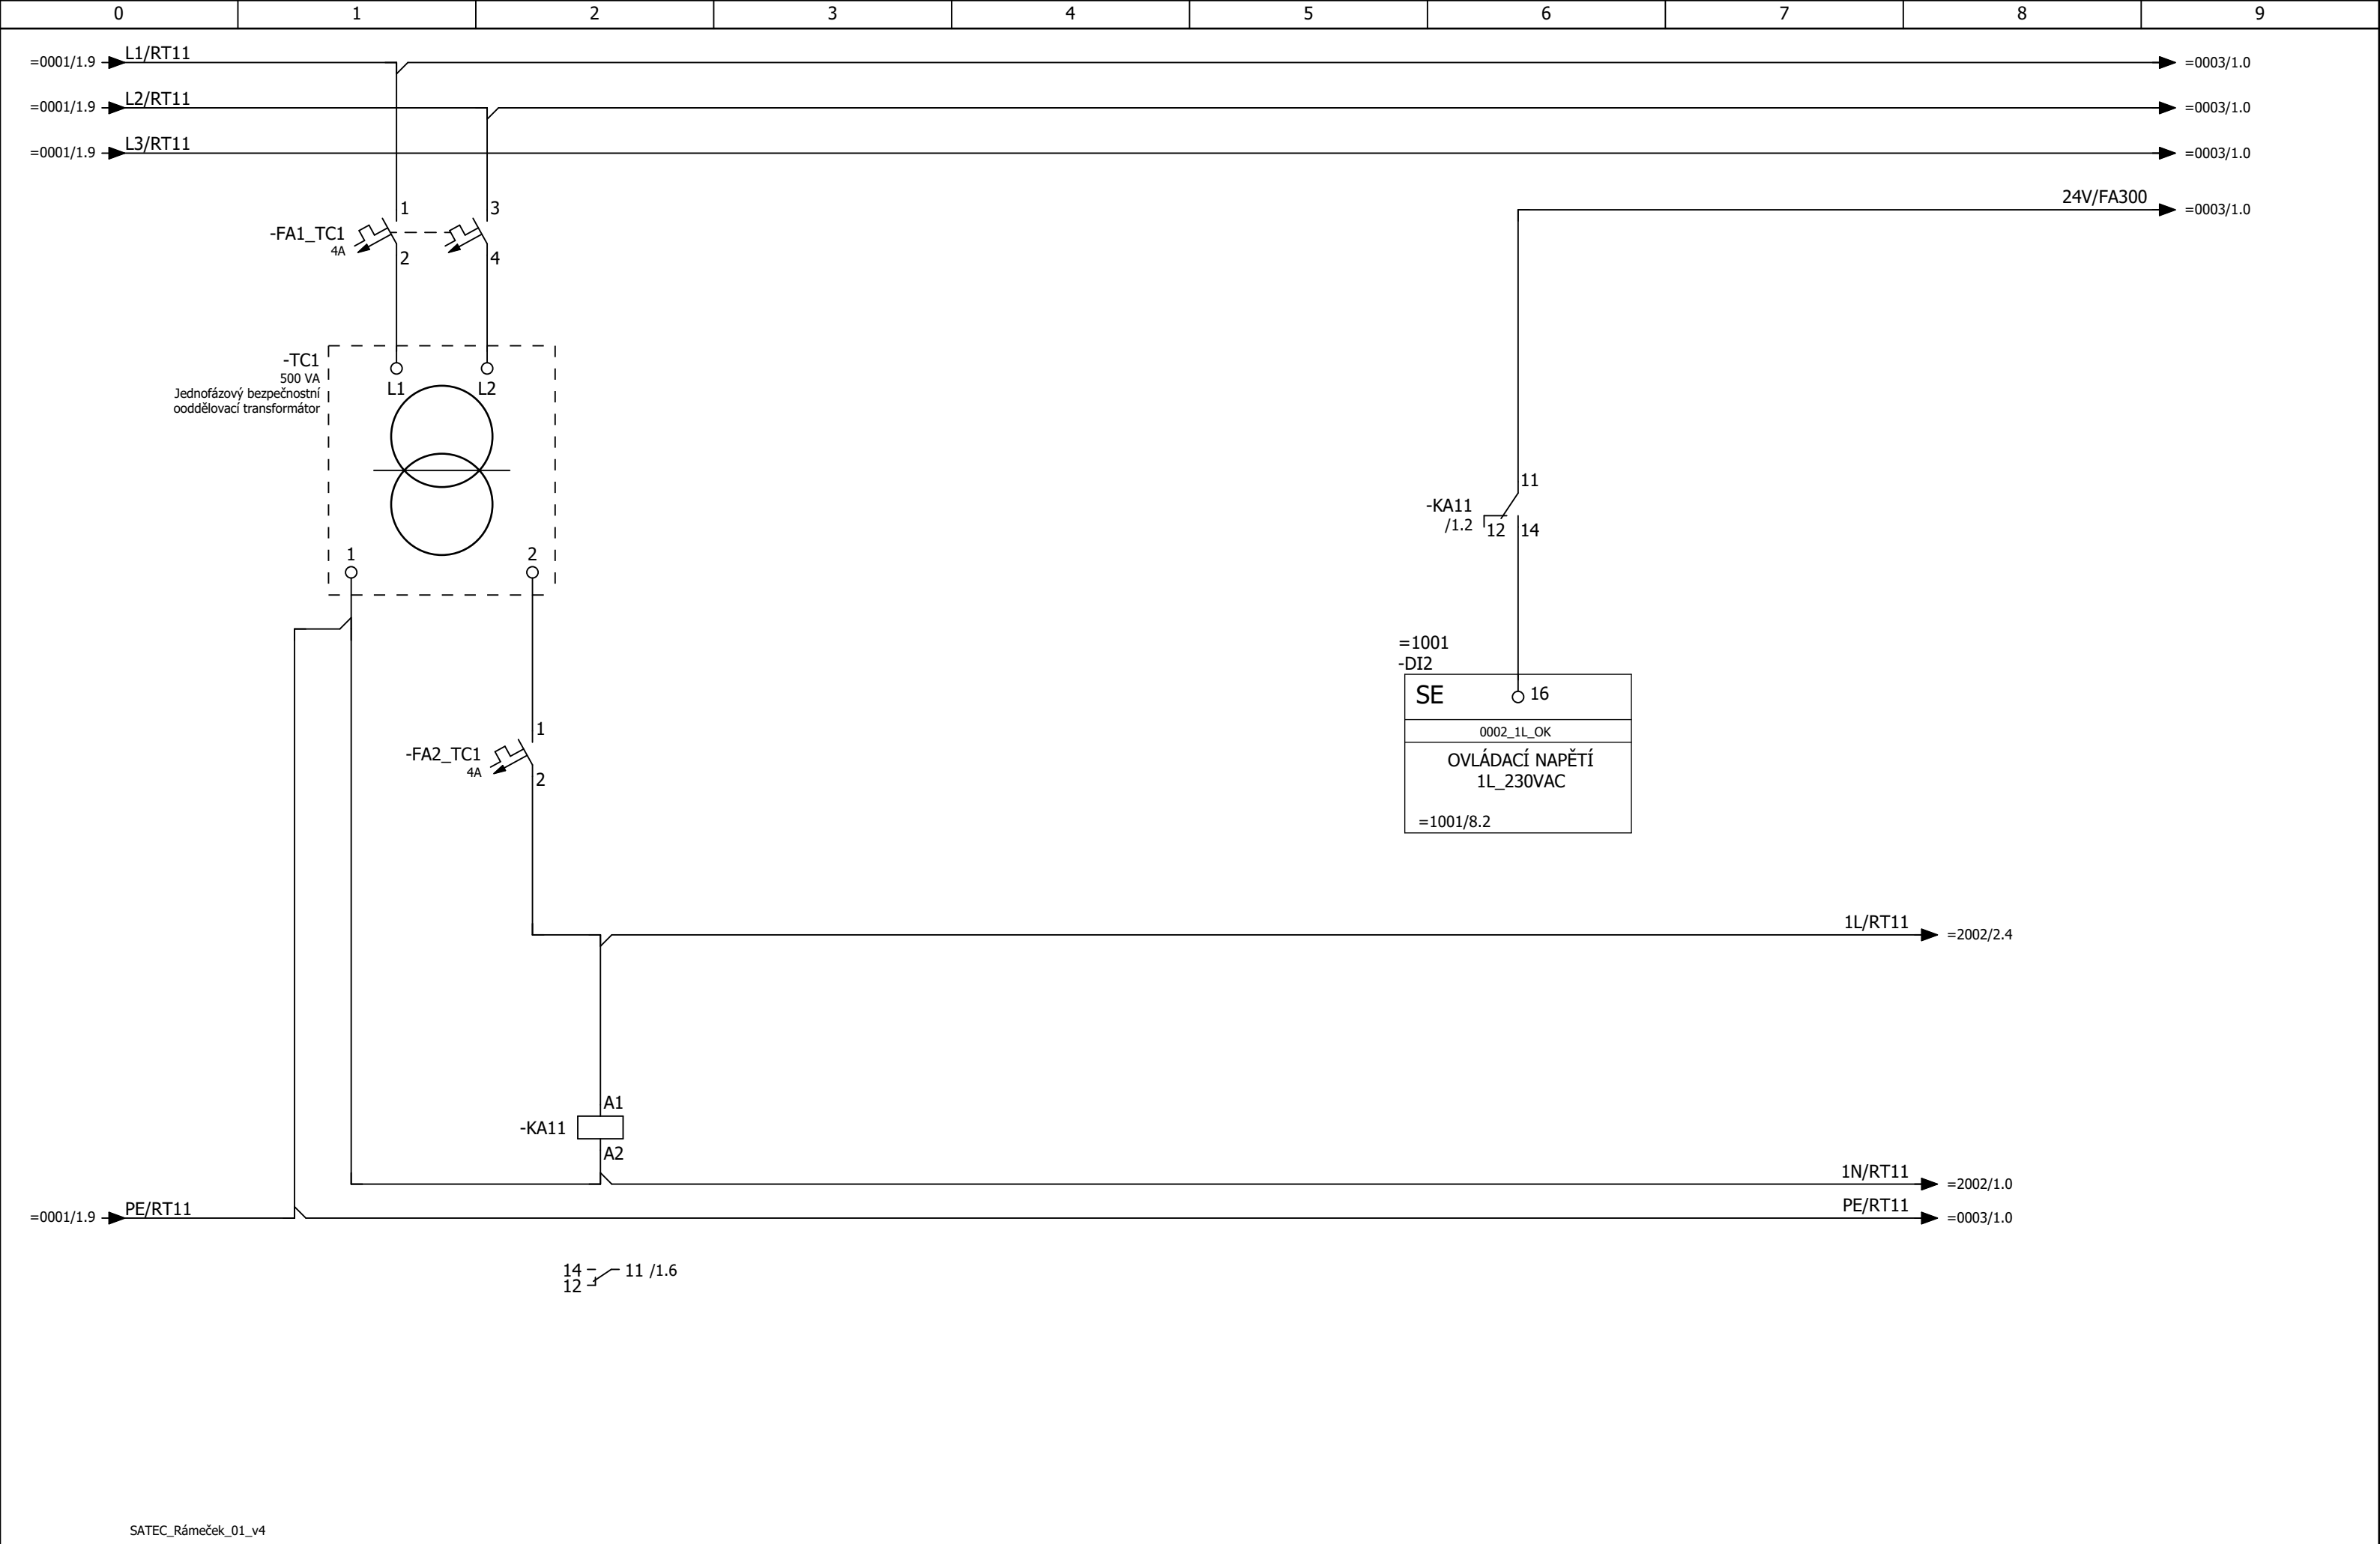 0 1 2 3 4 5 6 7 8 9
=0001/1.9 L1/RT11 =0003/1.0
=0001/1.9 L2/RT11 =0003/1.0
=0001/1.9 L3/RT11 =0003/1.0
24V/FA300 =0003/1.0
1 3
-FA1_TC1
4A
2 4
-TC1
500 VA
Jednofázový bezpečnostní
ooddělovací transformátor
L1 L2
1 2
11
-KA11
/1.2
12 14
=1001
-DI2
SE 16
0002_1L_OK
OVLÁDACÍ NAPĚTÍ
1L_230VAC
=1001/8.2
1
-FA2_TC1
4A
2
1L/RT11 =2002/2.4
A1
-KA11
A2
1N/RT11 =2002/1.0
=0001/1.9 PE/RT11 PE/RT11 =0003/1.0
14 11 /1.6
12
SATEC_Rámeček_01_v4